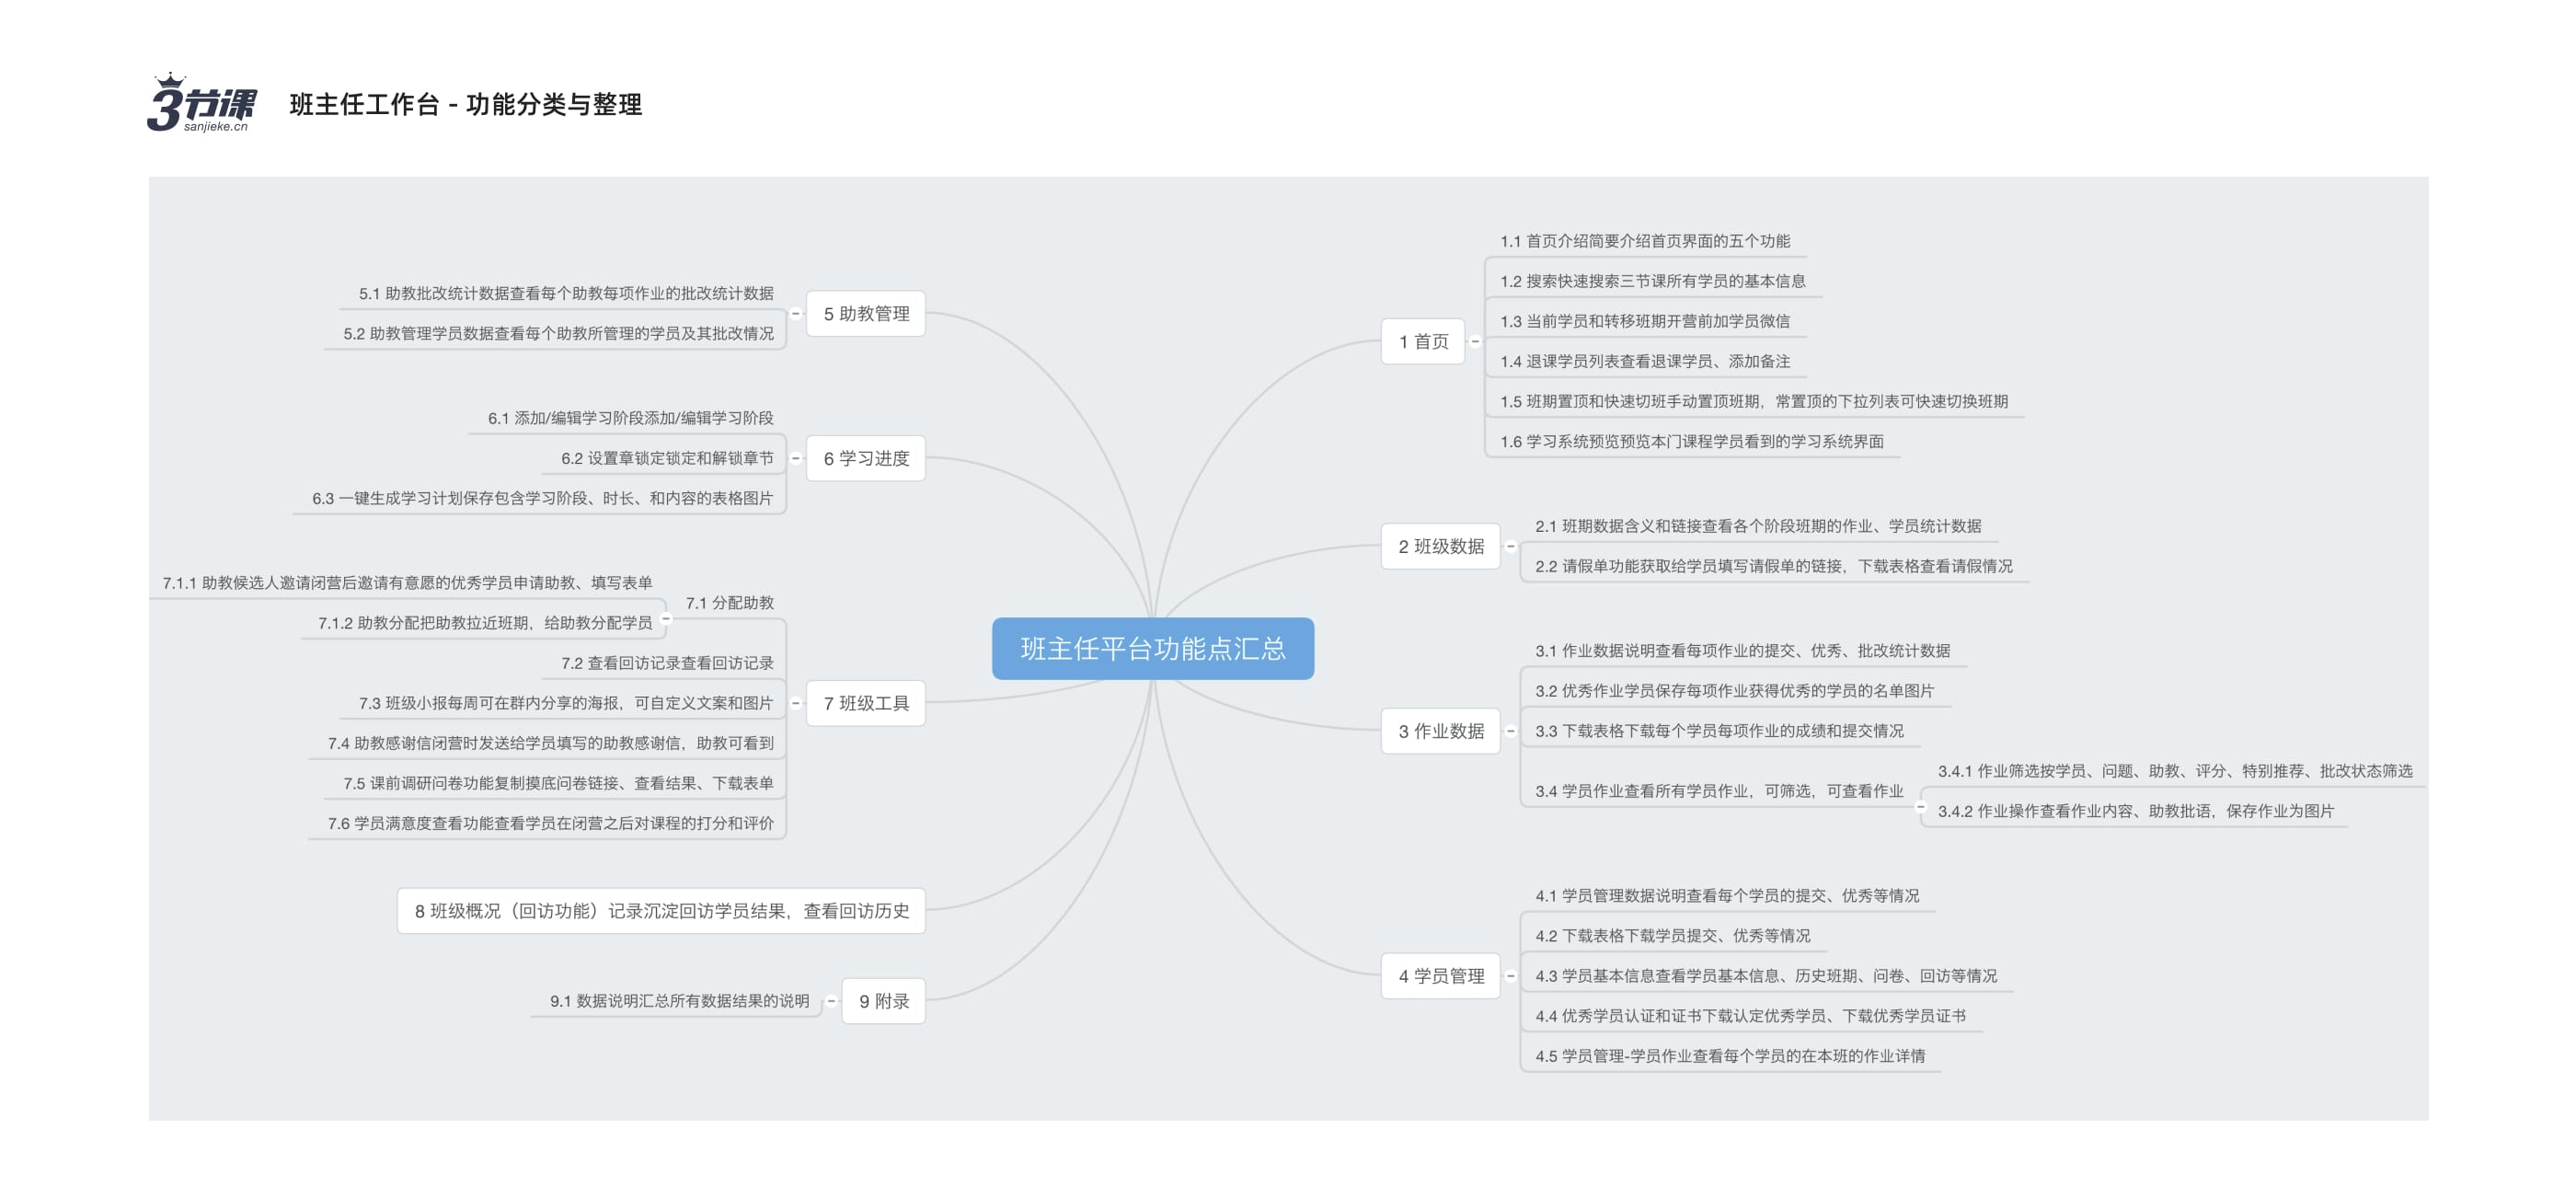 3节课
sanjieke.cn
班主任工作台 - 功能分类与整理
班主任平台功能点汇总
1 首页
1.1 首页介绍简要介绍首页界面的五个功能
1.2 搜索快速搜索三节课所有学员的基本信息
1.3 当前学员和转移班期开营前加学员微信
1.4 退课学员列表查看退课学员、添加备注
1.5 班期置顶和快速切班手动置顶班期，常置顶的下拉列表可快速切换班期
1.6 学习系统预览预览本门课程学员看到的学习系统界面
2 班级数据
2.1 班期数据含义和链接查看各个阶段班期的作业、学员统计数据
2.2 请假单功能获取给学员填写请假单的链接，下载表格查看请假情况
3 作业数据
3.1 作业数据说明查看每项作业的提交、优秀、批改统计数据
3.2 优秀作业学员保存每项作业获得优秀的学员的名单图片
3.3 下载表格下载每个学员每项作业的成绩和提交情况
3.4 学员作业查看所有学员作业，可筛选，可查看作业
3.4.1 作业筛选按学员、问题、助教、评分、特别推荐、批改状态筛选
3.4.2 作业操作查看作业内容、助教批语，保存作业为图片
4 学员管理
4.1 学员管理数据说明查看每个学员的提交、优秀等情况
4.2 下载表格下载学员提交、优秀等情况
4.3 学员基本信息查看学员基本信息、历史班期、问卷、回访等情况
4.4 优秀学员认证和证书下载认定优秀学员、下载优秀学员证书
4.5 学员管理-学员作业查看每个学员的在本班的作业详情
5 助教管理
5.1 助教批改统计数据查看每个助教每项作业的批改统计数据
5.2 助教管理学员数据查看每个助教所管理的学员及其批改情况
6 学习进度
6.1 添加/编辑学习阶段添加/编辑学习阶段
6.2 设置章锁定锁定和解锁章节
6.3 一键生成学习计划保存包含学习阶段、时长、和内容的表格图片
7 班级工具
7.1 分配助教
7.1.1 助教候选人邀请闭营后邀请有意愿的优秀学员申请助教、填写表单
7.1.2 助教分配把助教拉近班期，给助教分配学员
7.2 查看回访记录查看回访记录
7.3 班级小报每周可在群内分享的海报，可自定义文案和图片
7.4 助教感谢信闭营时发送给学员填写的助教感谢信，助教可看到
7.5 课前调研问卷功能复制摸底问卷链接、查看结果、下载表单
7.6 学员满意度查看功能查看学员在闭营之后对课程的打分和评价
8 班级概况（回访功能）记录沉淀回访学员结果，查看回访历史
9 附录
9.1 数据说明汇总所有数据结果的说明